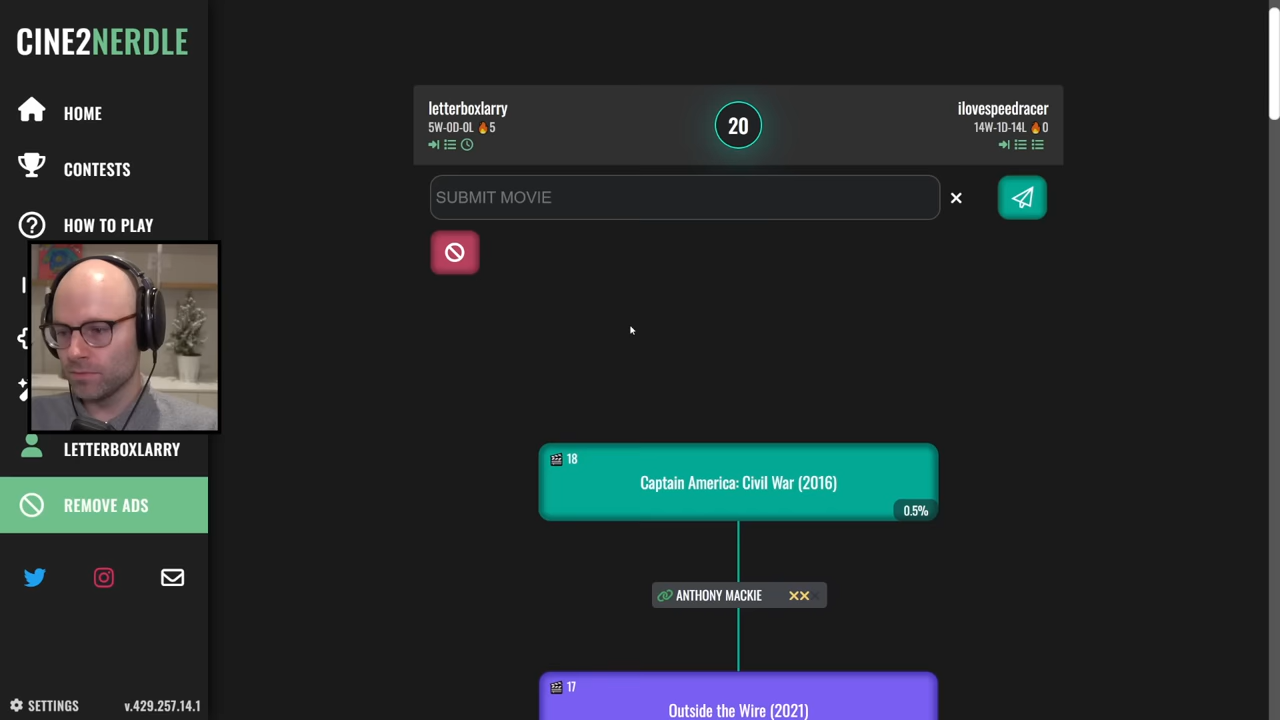 CINE2NERDLE
HOME
CONTESTS
HOW TO PLAY
LETTERBOXLARRY
REMOVE ADS
SETTINGS
v.429.257.14.1
letterboxlarry
5W-0D-0L 🔥5
20
ilovespeedracer
14W-1D-14L 🔥0
SUBMIT MOVIE
18
Captain America: Civil War (2016)
0.5%
ANTHONY MACKIE
17
Outside the Wire (2021)